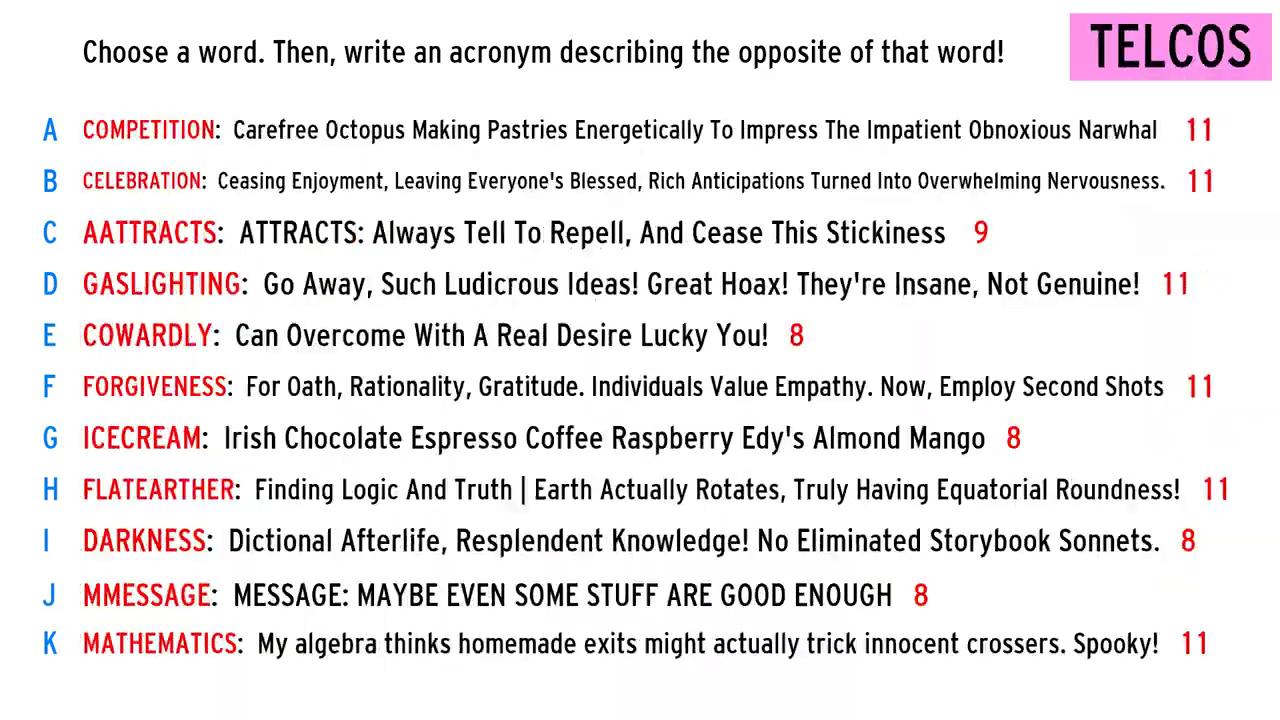 Choose a word. Then, write an acronym describing the opposite of that word!
TELCOS
A COMPETITION: Carefree Octopus Making Pastries Energetically To Impress The Impatient Obnoxious Narwhal 11
B CELEBRATION: Ceasing Enjoyment, Leaving Everyone's Blessed, Rich Anticipations Turned Into Overwhelming Nervousness. 11
C AATTRACTS: ATTRACTS: Always Tell To Repell, And Cease This Stickiness 9
D GASLIGHTING: Go Away, Such Ludicrous Ideas! Great Hoax! They're Insane, Not Genuine! 11
E COWARDLY: Can Overcome With A Real Desire Lucky You! 8
F FORGIVENESS: For Oath, Rationality, Gratitude. Individuals Value Empathy. Now, Employ Second Shots 11
G ICECREAM: Irish Chocolate Espresso Coffee Raspberry Edy's Almond Mango 8
H FLATEARTHER: Finding Logic And Truth | Earth Actually Rotates, Truly Having Equatorial Roundness! 11
I DARKNESS: Dictional Afterlife, Resplendent Knowledge! No Eliminated Storybook Sonnets. 8
J MMESSAGE: MESSAGE: MAYBE EVEN SOME STUFF ARE GOOD ENOUGH 8
K MATHEMATICS: My algebra thinks homemade exits might actually trick innocent crossers. Spooky! 11